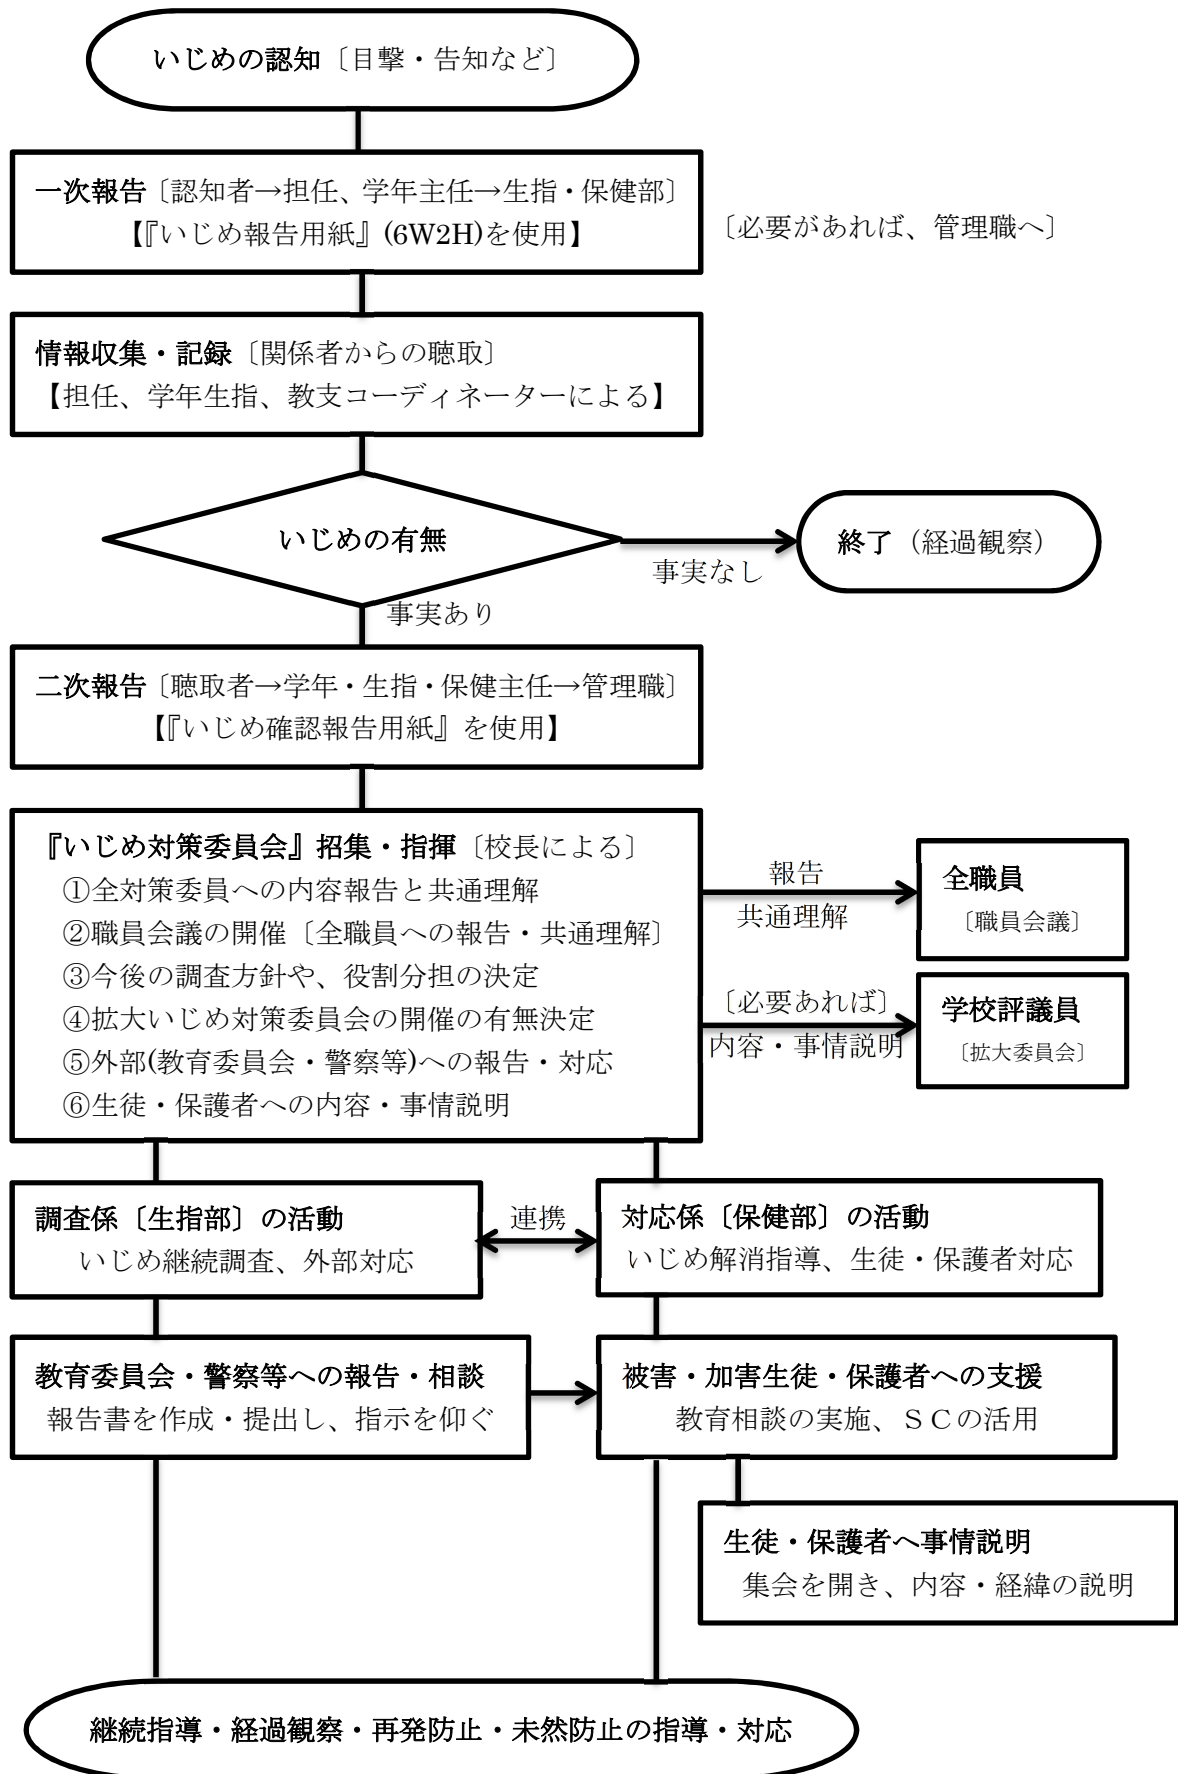 いじめの認知〔目撃・告知など〕
一次報告〔認知者→担任、学年主任→生指・保健部〕
【『いじめ報告用紙』(6W2H)を使用】
〔必要があれば、管理職へ〕
情報収集・記録〔関係者からの聴取〕
【担任、学年生指、教支コーディネーターによる】
いじめの有無
終了（経過観察）
事実なし
事実あり
二次報告〔聴取者→学年・生指・保健主任→管理職〕
【『いじめ確認報告用紙』を使用】
『いじめ対策委員会』招集・指揮〔校長による〕
①全対策委員への内容報告と共通理解
②職員会議の開催〔全職員への報告・共通理解〕
③今後の調査方針や、役割分担の決定
④拡大いじめ対策委員会の開催の有無決定
⑤外部(教育委員会・警察等)への報告・対応
⑥生徒・保護者への内容・事情説明
報告
共通理解
全職員
〔職員会議〕
〔必要あれば〕
内容・事情説明
学校評議員
〔拡大委員会〕
調査係〔生指部〕の活動
いじめ継続調査、外部対応
連携
対応係〔保健部〕の活動
いじめ解消指導、生徒・保護者対応
教育委員会・警察等への報告・相談
報告書を作成・提出し、指示を仰ぐ
被害・加害生徒・保護者への支援
教育相談の実施、ＳＣの活用
生徒・保護者へ事情説明
集会を開き、内容・経緯の説明
継続指導・経過観察・再発防止・未然防止の指導・対応